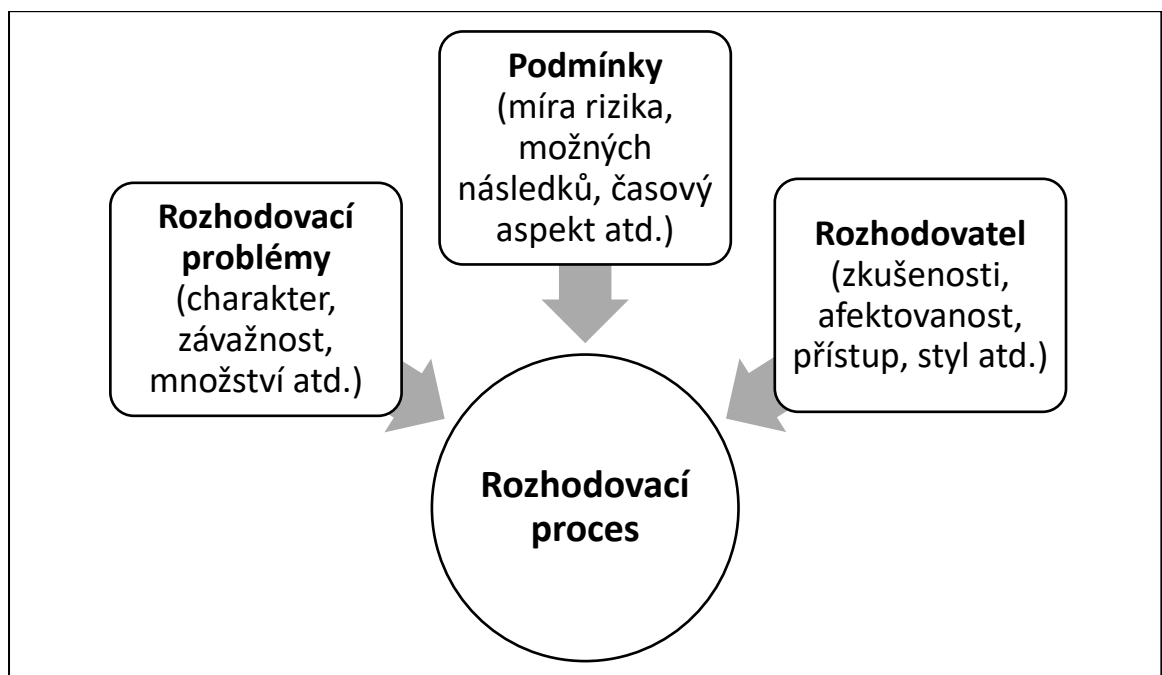 Podmínky
(míra rizika,
možných
následků, časový
aspekt atd.)
Rozhodovací
problémy
(charakter,
závažnost,
množství atd.)
Rozhodovatel
(zkušenosti,
afektovanost,
přístup, styl atd.)
Rozhodovací
proces